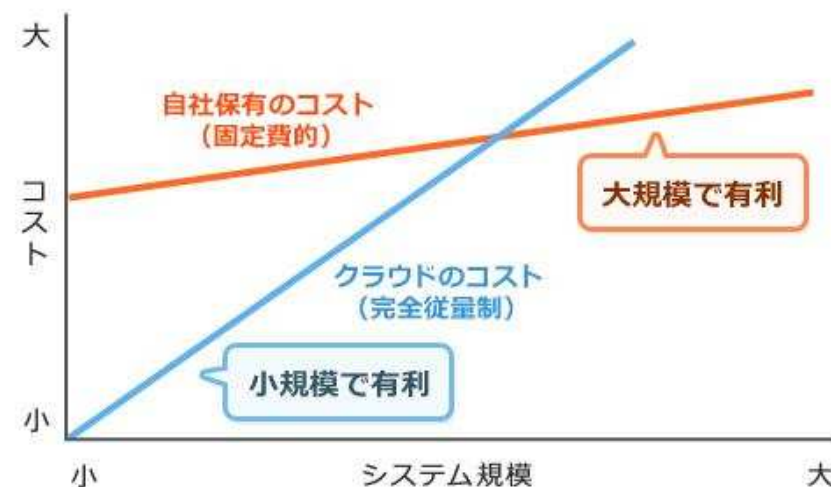 大
自社保有のコスト
（固定費的）
大規模で有利
コスト
クラウドのコスト
（完全従量制）
小規模で有利
小
小
システム規模
大